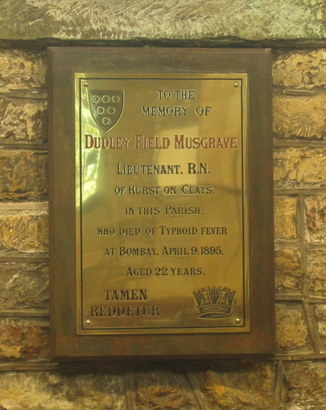 TO THE
MEMORY OF
DUDLEY FIELD MUSGRAVE
LIEUTENANT, R.N.
OF HURST ON CLAYS,
IN THIS PARISH,
WHO DIED OF TYPHOID FEVER
AT BOMBAY, APRIL 9, 1895,
AGED 22 YEARS.
TAMEN
REDDETUR